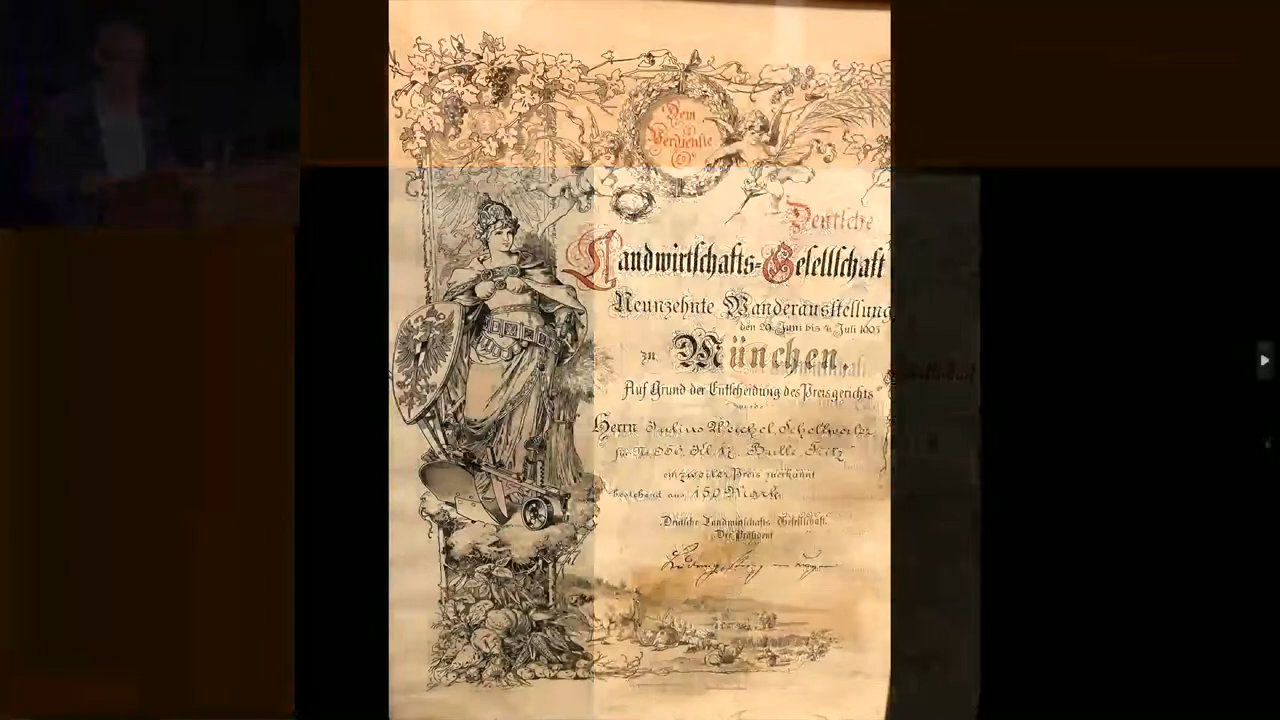 Dem
Verdienste
Deutsche
Landwirtschafts-Gesellschaft
Neunzehnte Wanderausstellung
den 29. Juni bis 4. Juli 1905
zu München.
Auf Grund der Entscheidung des Preisgerichts
wurde
Herrn
Bulle Fritz
ein zweiter Preis zuerkannt
bestehend aus 150 Mark.
Deutsche Landwirtschafts-Gesellschaft.
Der Präsident